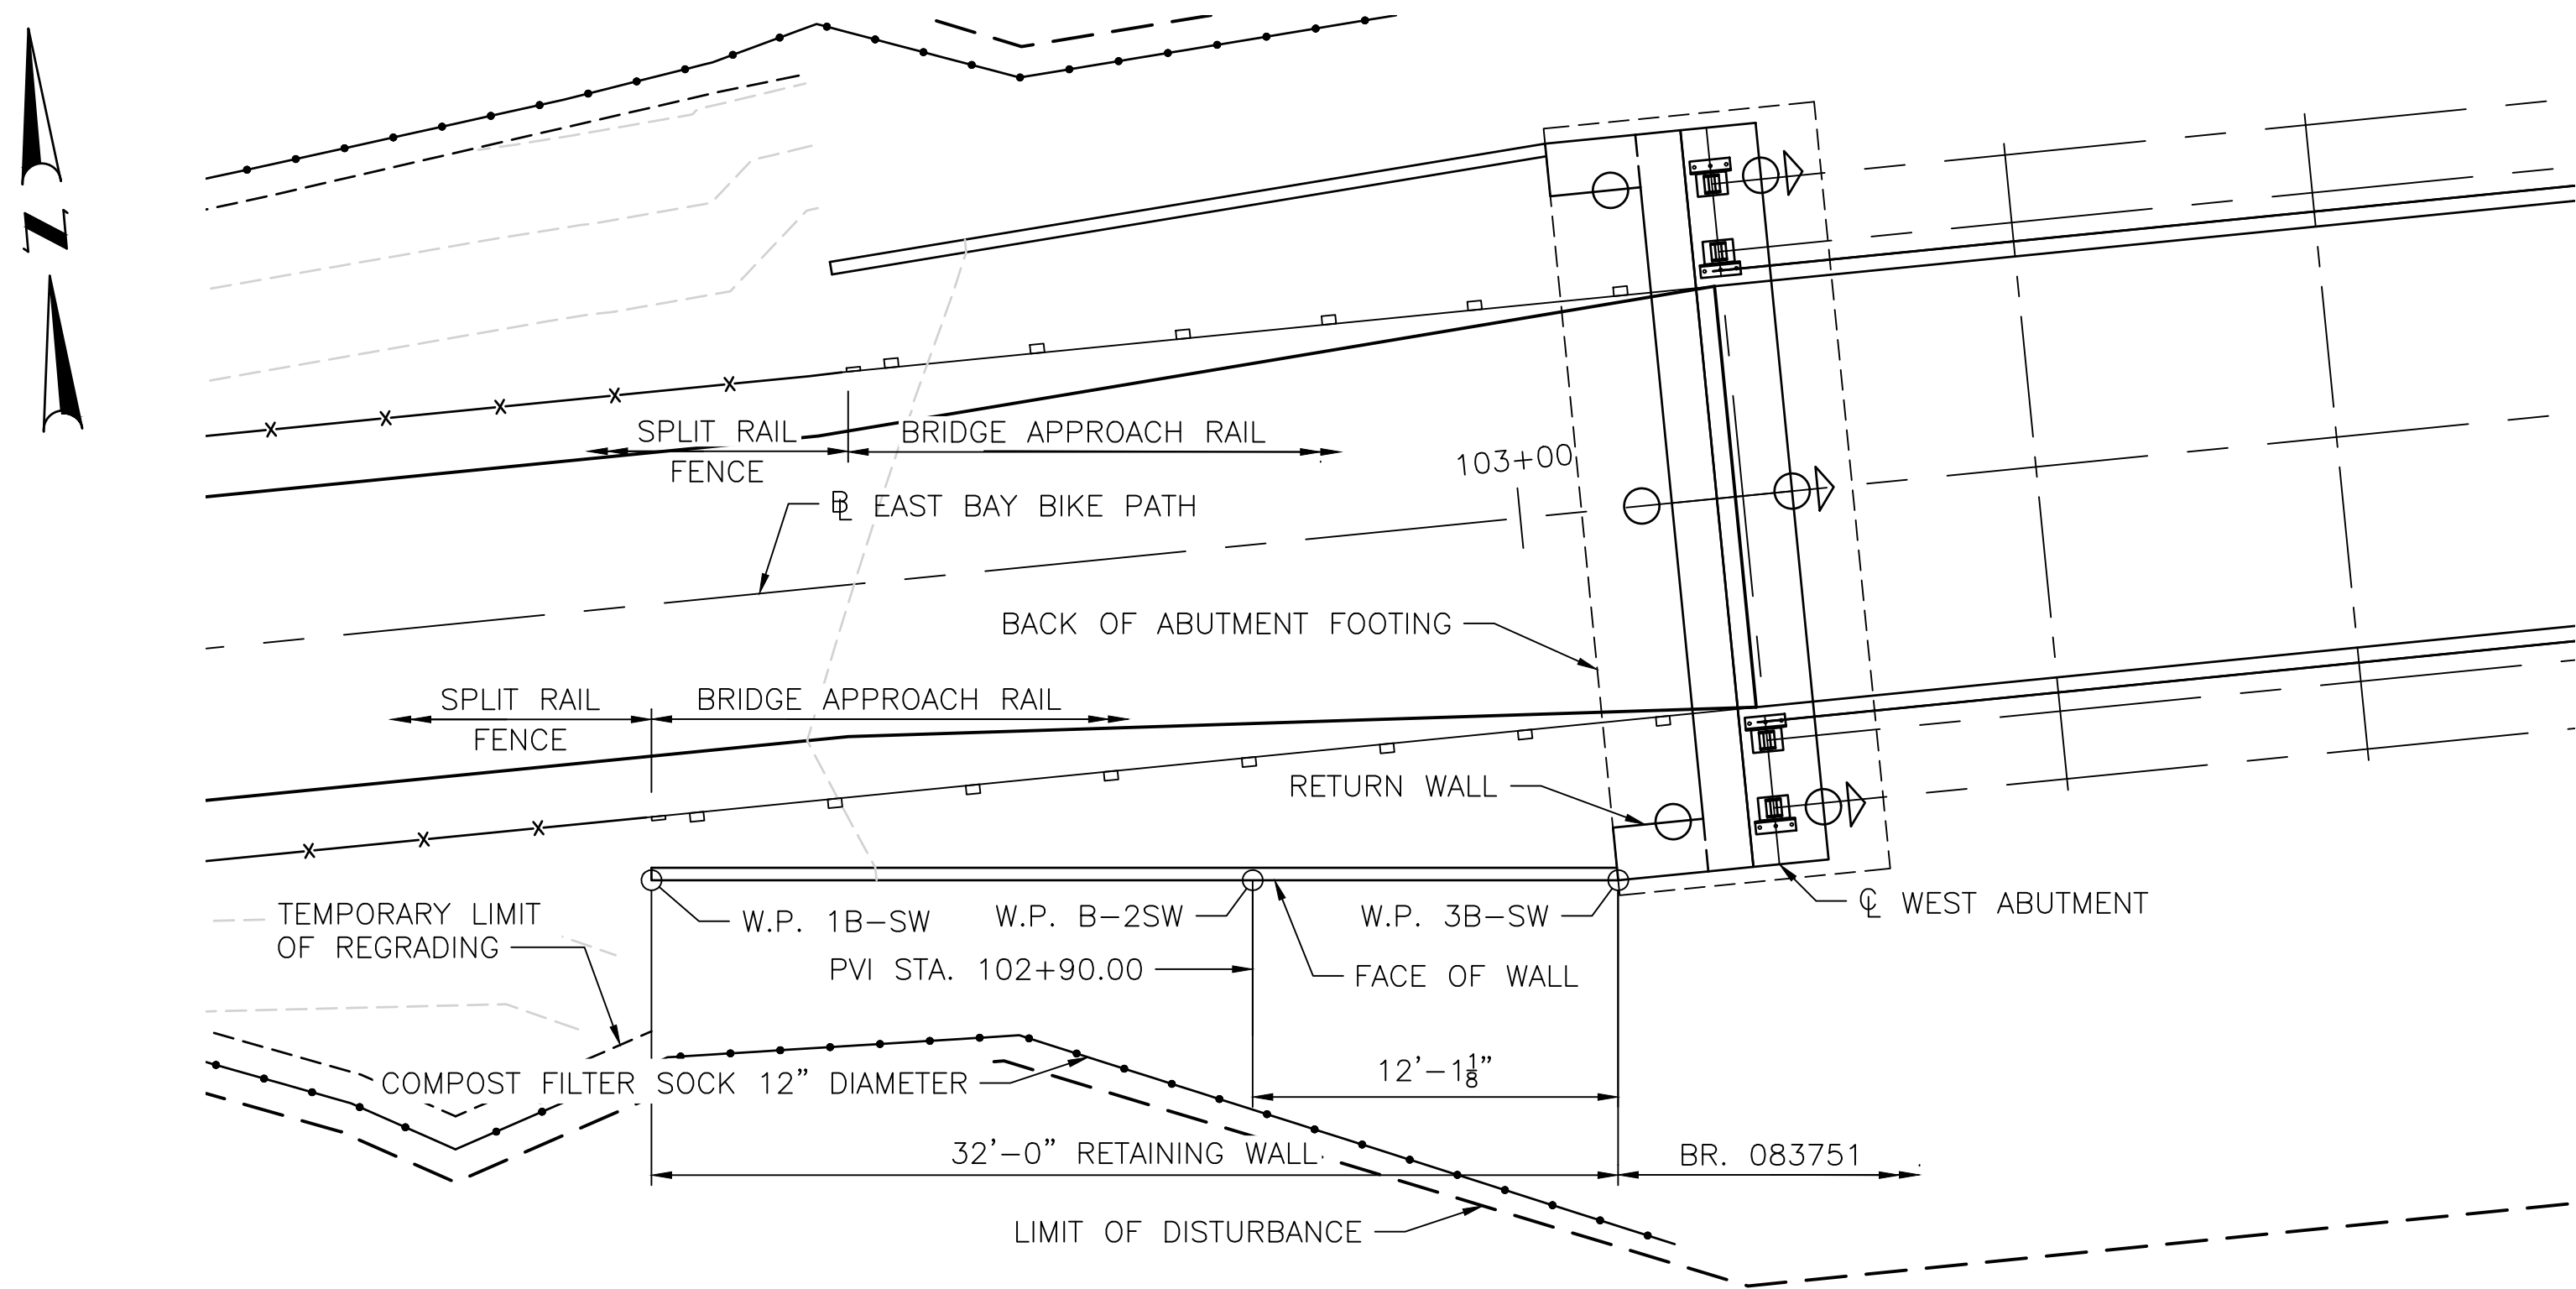 N
SPLIT RAIL
FENCE
BRIDGE APPROACH RAIL
103+00
℄ EAST BAY BIKE PATH
BACK OF ABUTMENT FOOTING
SPLIT RAIL
FENCE
BRIDGE APPROACH RAIL
RETURN WALL
TEMPORARY LIMIT
OF REGRADING
W.P. 1B-SW
W.P. B-2SW
W.P. 3B-SW
℄ WEST ABUTMENT
PVI STA. 102+90.00
FACE OF WALL
COMPOST FILTER SOCK 12” DIAMETER
12’-1⅛”
32’-0” RETAINING WALL
BR. 083751
LIMIT OF DISTURBANCE